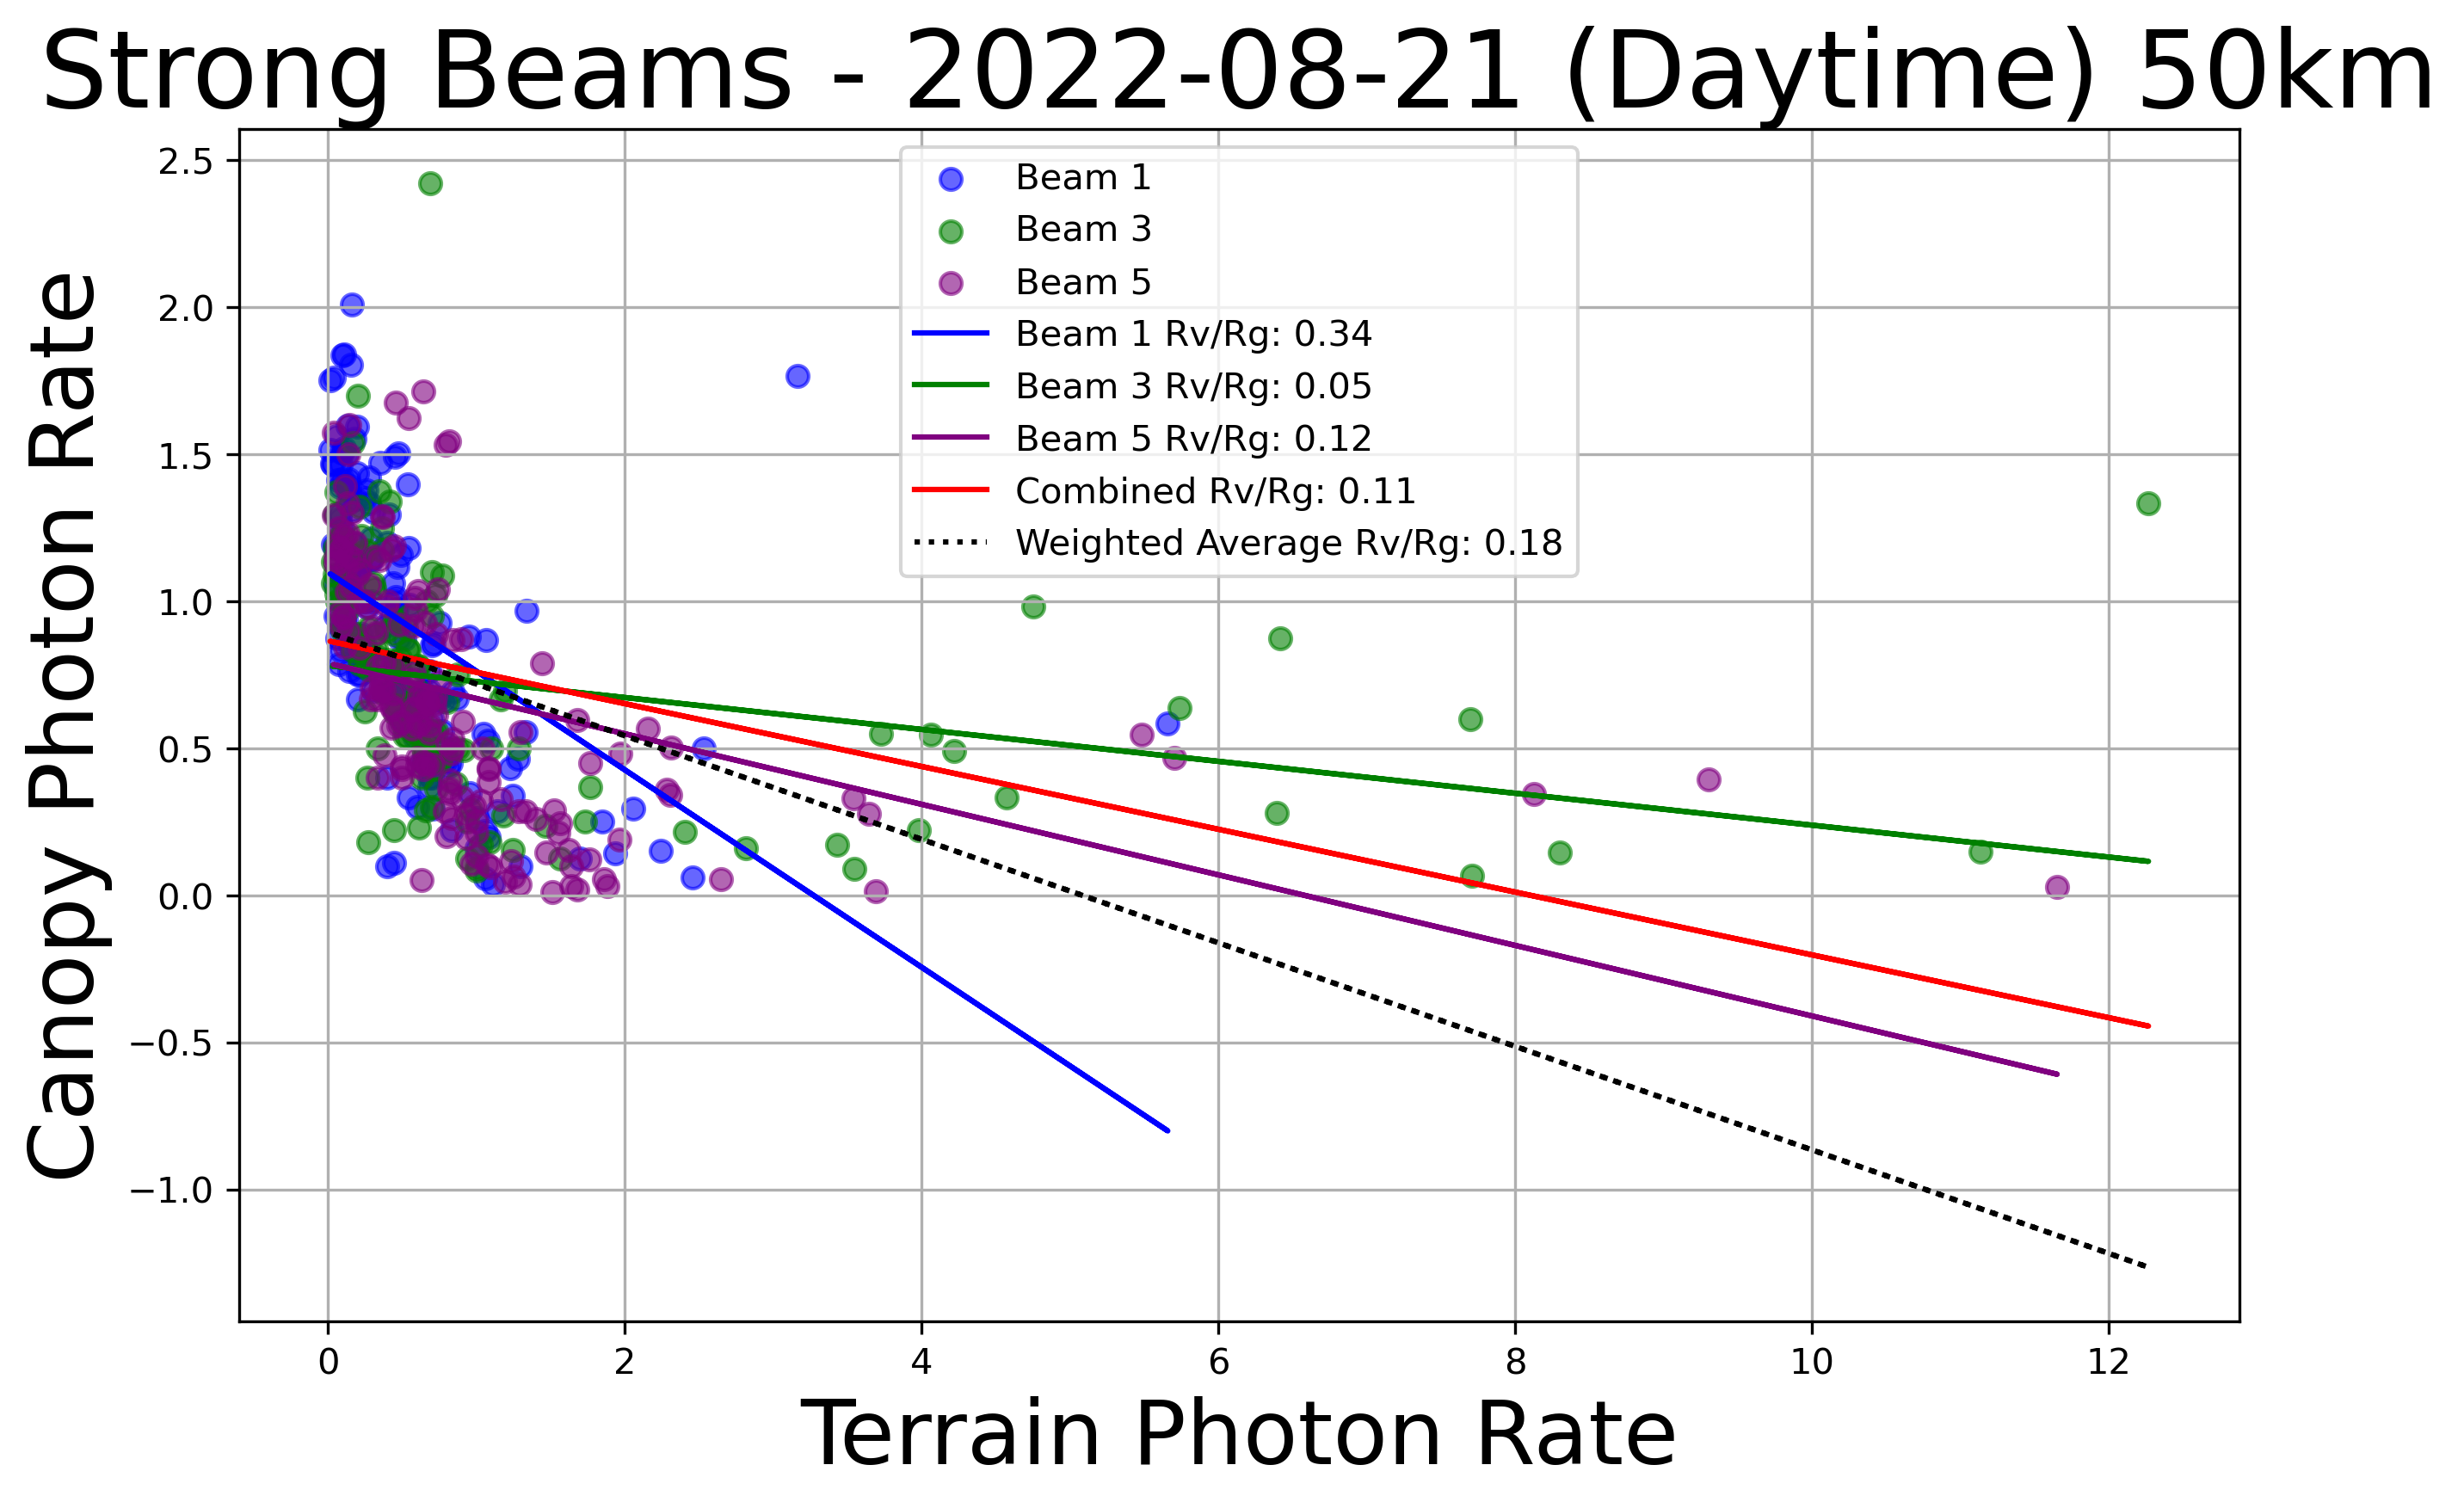 Strong Beams - 2022-08-21 (Daytime) 50km
Canopy Photon Rate
2.5
2.0
1.5
1.0
0.5
0.0
−0.5
−1.0
Beam 1
Beam 3
Beam 5
Beam 1 Rv/Rg: 0.34
Beam 3 Rv/Rg: 0.05
Beam 5 Rv/Rg: 0.12
Combined Rv/Rg: 0.11
Weighted Average Rv/Rg: 0.18
0 2 4 6 8 10 12
Terrain Photon Rate